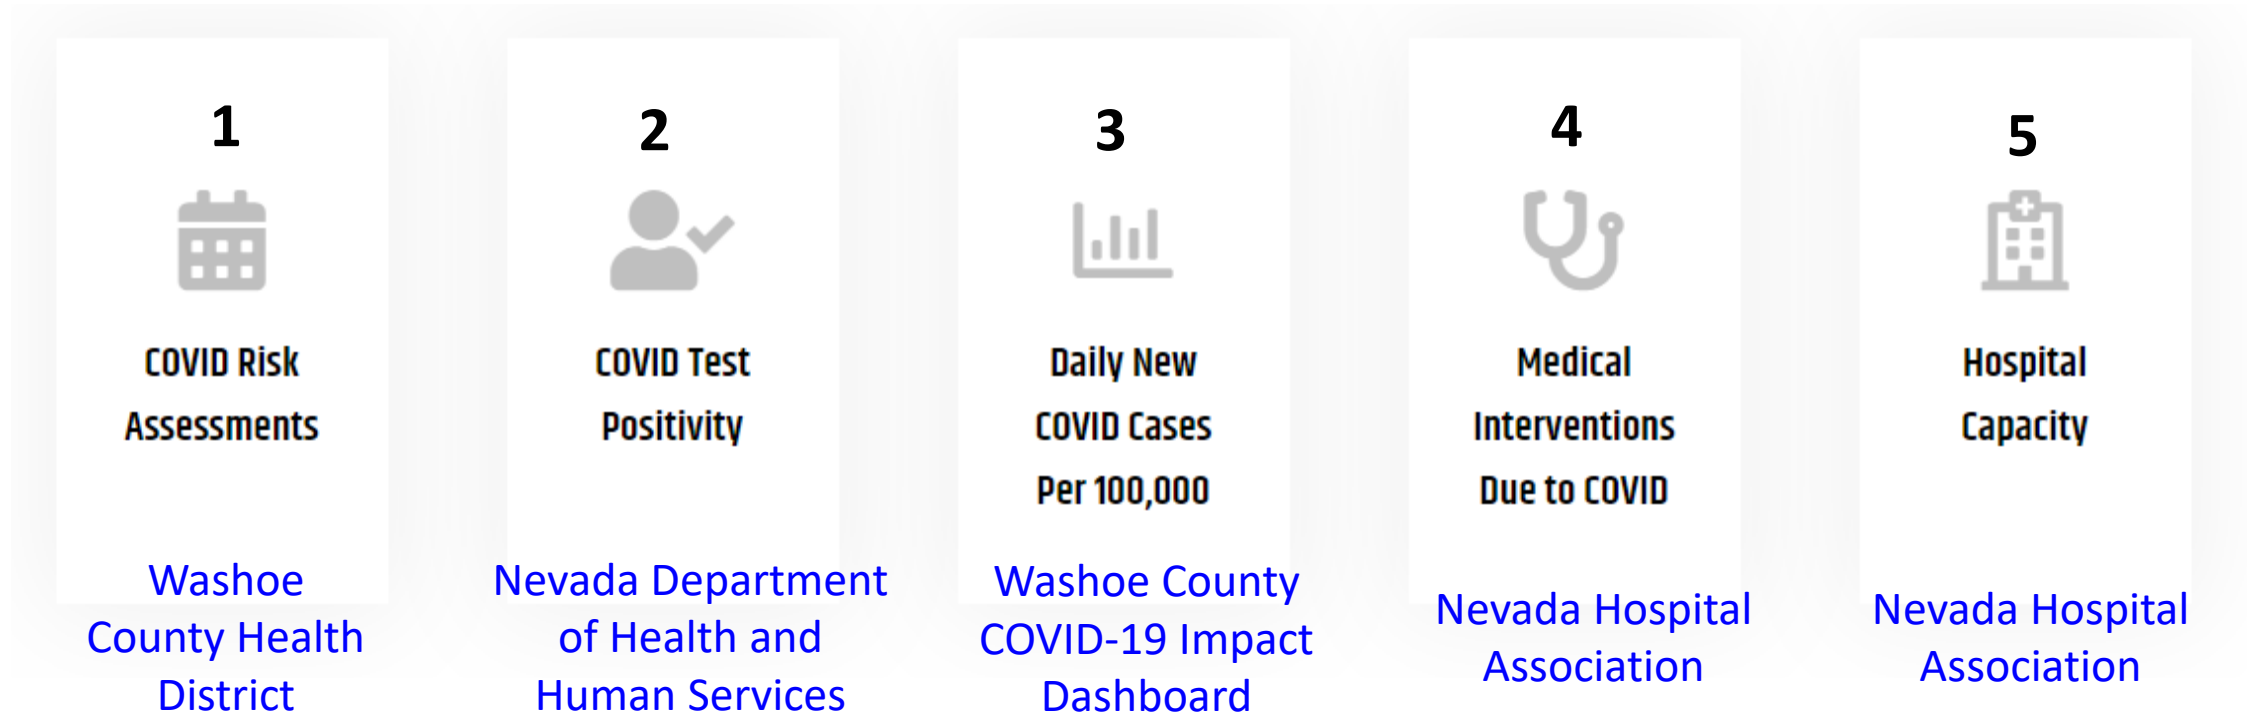 1
COVID Risk
Assessments
Washoe
County Health
District
2
COVID Test
Positivity
Nevada Department
of Health and
Human Services
3
Daily New
COVID Cases
Per 100,000
Washoe County
COVID-19 Impact
Dashboard
4
Medical
Interventions
Due to COVID
Nevada Hospital
Association
5
Hospital
Capacity
Nevada Hospital
Association